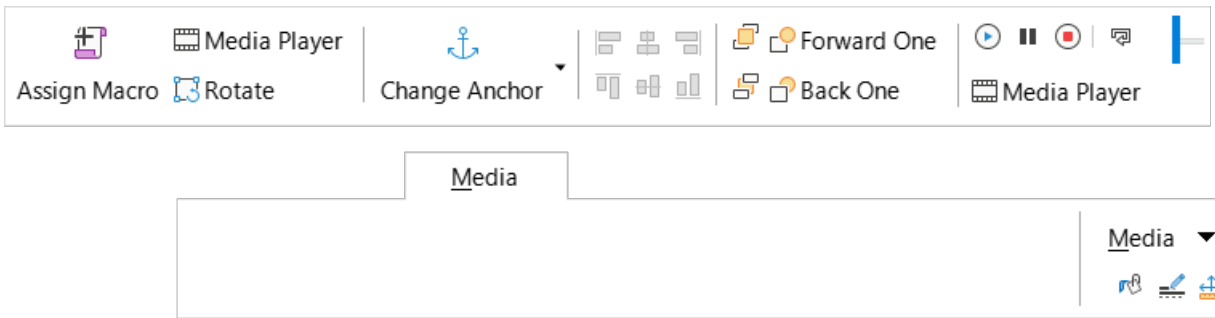 Media Player Forward One
Assign Macro Rotate Change Anchor Back One Media Player
Media
Media